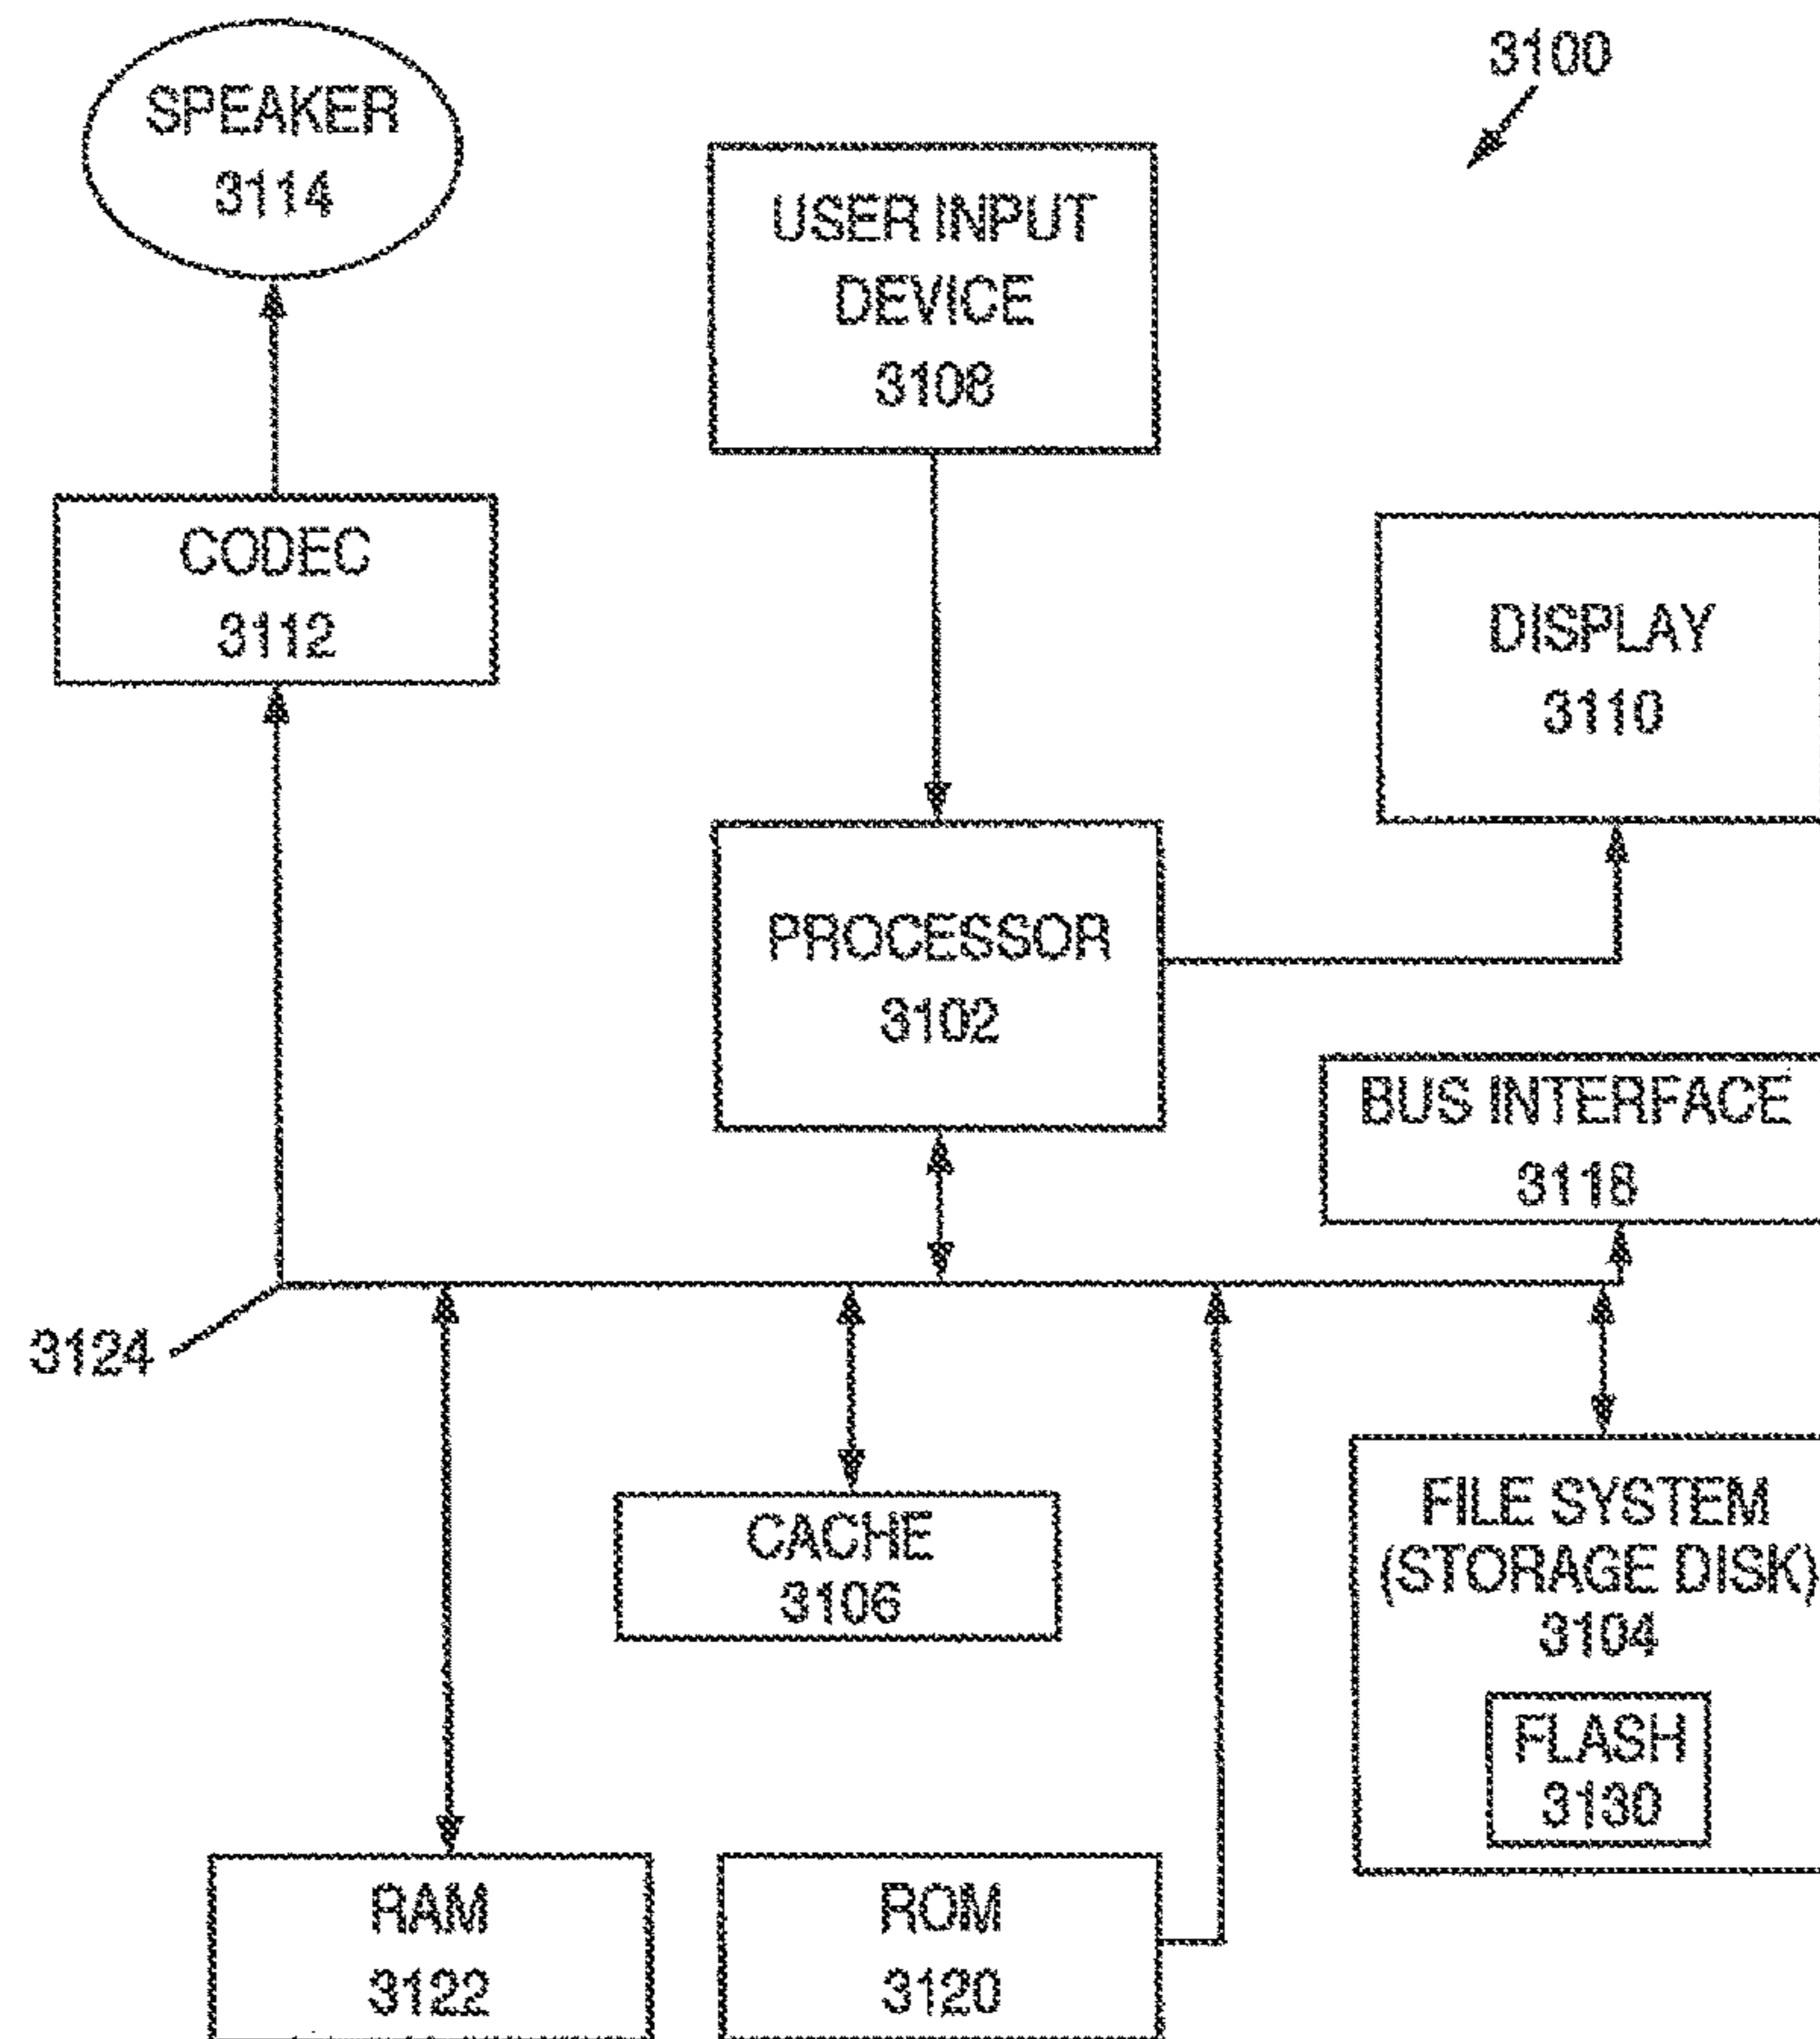 3100
SPEAKER
3114
USER INPUT
DEVICE
3108
CODEC
3112
DISPLAY
3110
PROCESSOR
3102
BUS INTERFACE
3118
3124
CACHE
3106
FILE SYSTEM
(STORAGE DISK)
3104
FLASH
3130
RAM
3122
ROM
3120